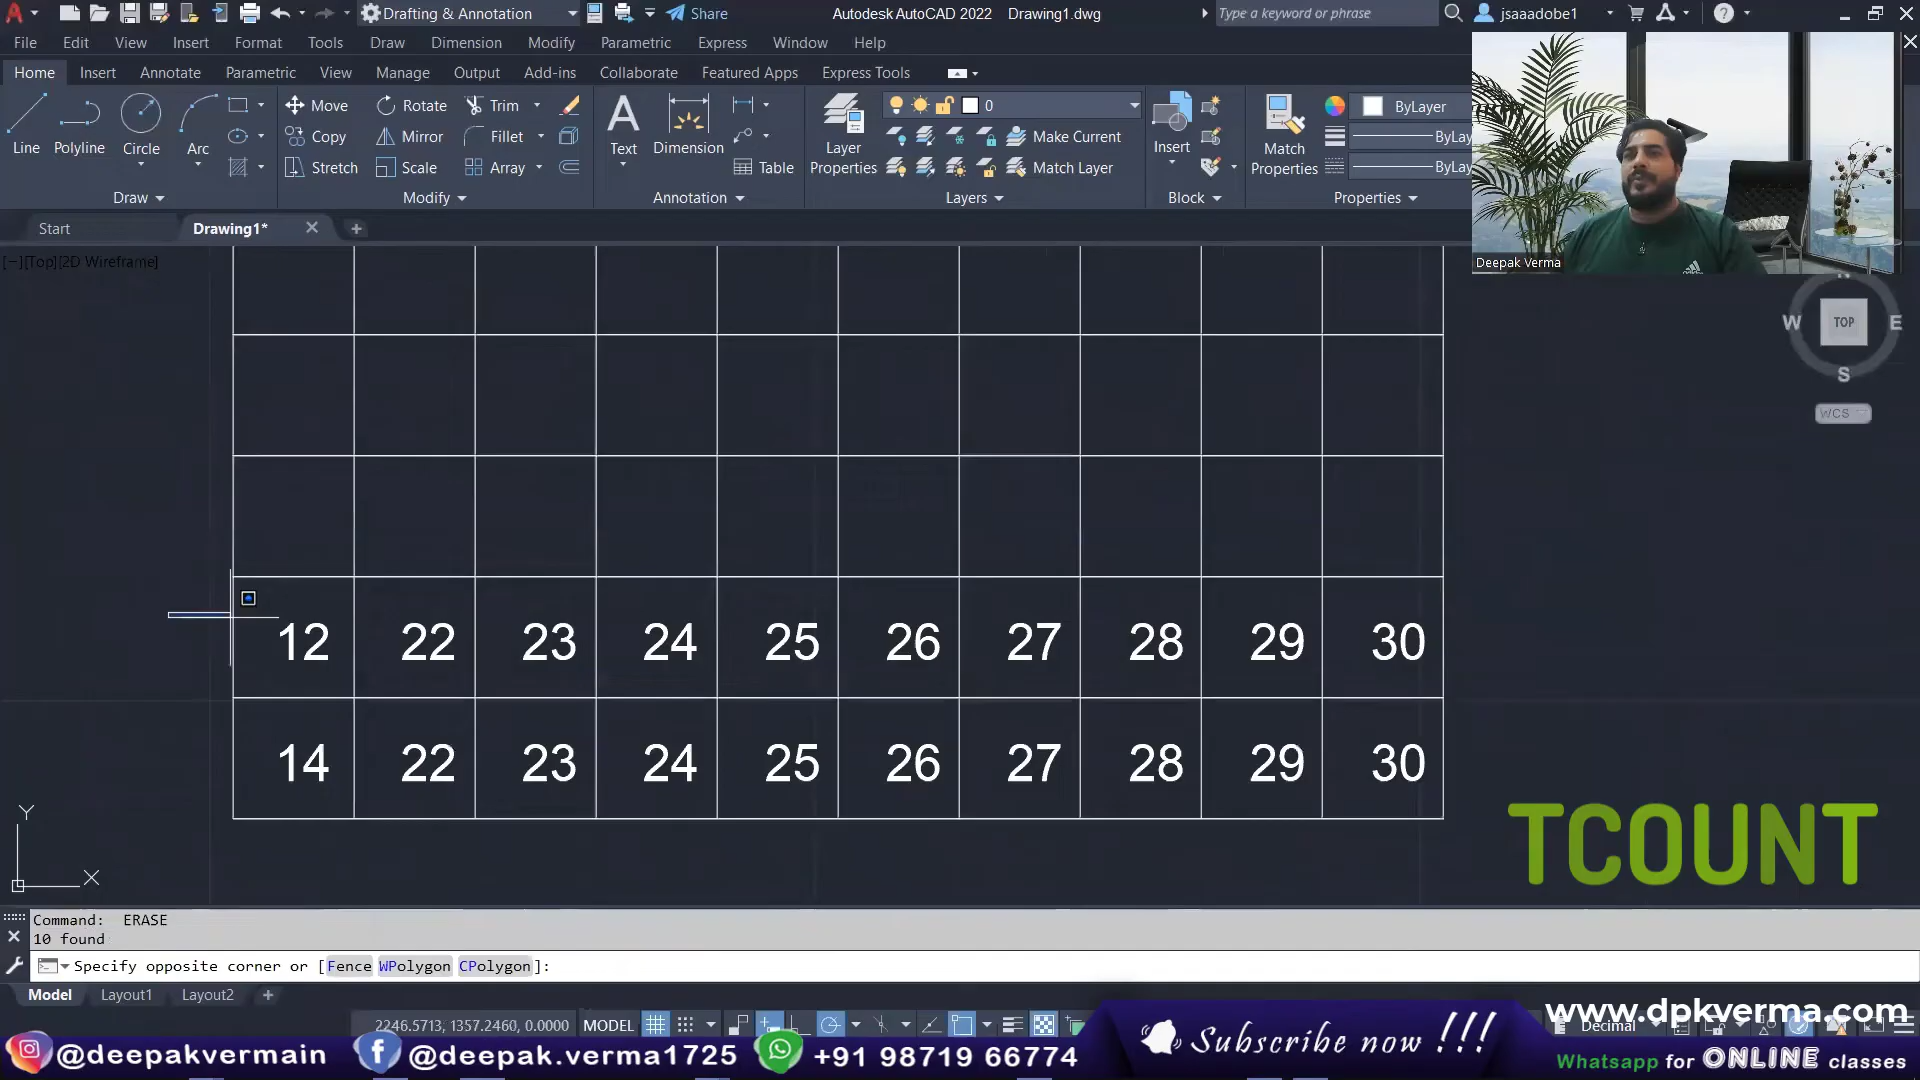 Drafting & Annotation
Share
Autodesk AutoCAD 2022 Drawing1.dwg
Type a keyword or phrase
jsaaadobe1
File Edit View Insert Format Tools Draw Dimension Modify Parametric Express Window Help
Home Insert Annotate Parametric View Manage Output Add-ins Collaborate Featured Apps Express Tools
Line Polyline Circle Arc
Move Rotate Trim
Copy Mirror Fillet
Stretch Scale Array
Text Dimension Table
Layer Properties
0
Make Current
Match Layer
Insert
Match Properties
ByLayer
ByLay
ByLay
Draw Modify Annotation Layers Block Properties
Deepak Verma
Start Drawing1*
[−][Top][2D Wireframe]
W TOP E
S
WCS
12 22 23 24 25 26 27 28 29 30
14 22 23 24 25 26 27 28 29 30
Y
X
TCOUNT
Command: ERASE
10 found
Specify opposite corner or [Fence WPolygon CPolygon]:
Model Layout1 Layout2
2246.5713, 1357.2460, 0.0000 MODEL
Decimal
www.dpkverma.com
@deepakvermain
@deepak.verma1725
+91 98719 66774
Subscribe now !!!
Whatsapp for ONLINE classes